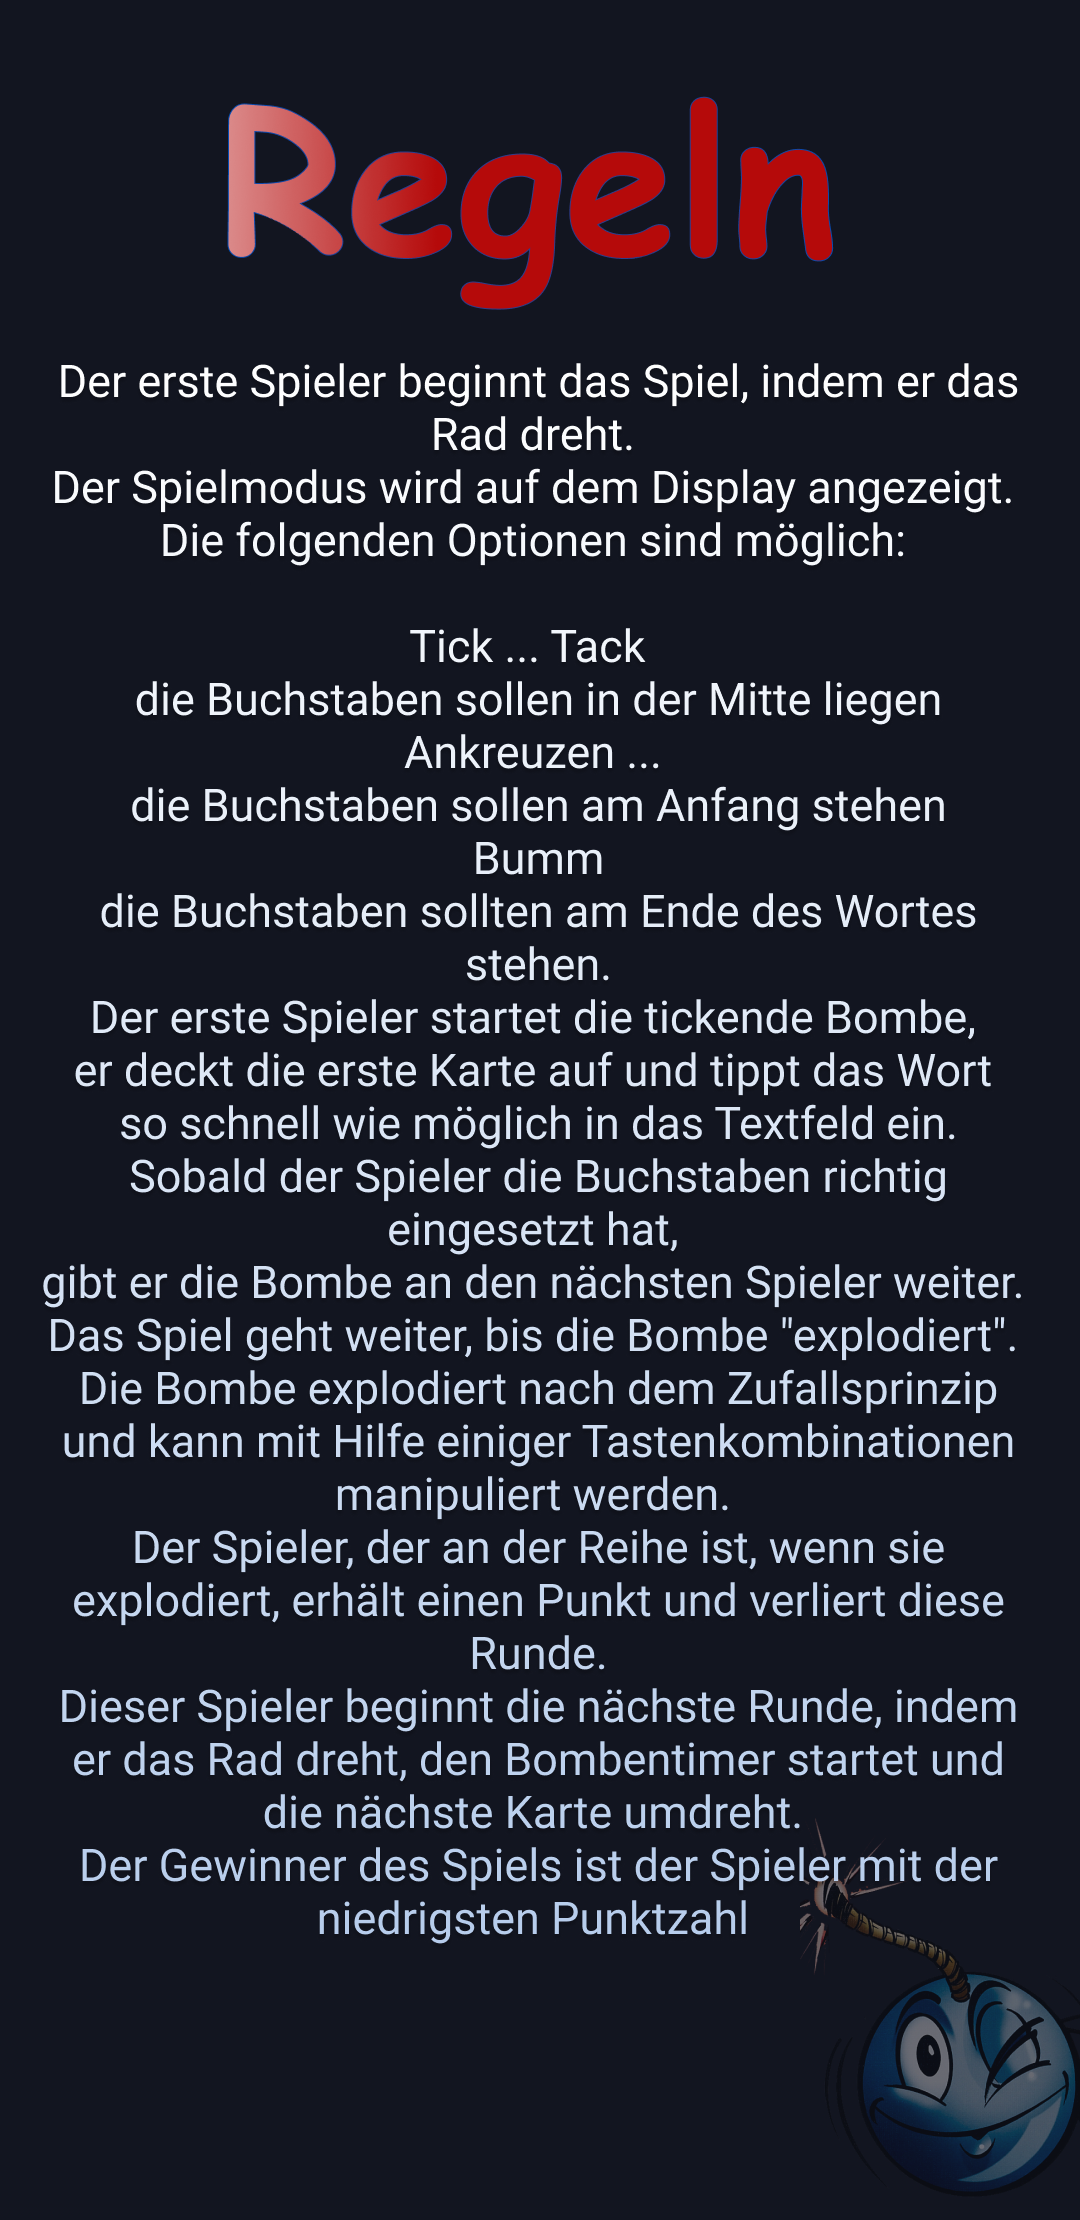 Regeln
Der erste Spieler beginnt das Spiel, indem er das
Rad dreht.
Der Spielmodus wird auf dem Display angezeigt.
Die folgenden Optionen sind möglich:
Tick ... Tack
die Buchstaben sollen in der Mitte liegen
Ankreuzen ...
die Buchstaben sollen am Anfang stehen
Bumm
die Buchstaben sollten am Ende des Wortes
stehen.
Der erste Spieler startet die tickende Bombe,
er deckt die erste Karte auf und tippt das Wort
so schnell wie möglich in das Textfeld ein.
Sobald der Spieler die Buchstaben richtig
eingesetzt hat,
gibt er die Bombe an den nächsten Spieler weiter.
Das Spiel geht weiter, bis die Bombe "explodiert".
Die Bombe explodiert nach dem Zufallsprinzip
und kann mit Hilfe einiger Tastenkombinationen
manipuliert werden.
Der Spieler, der an der Reihe ist, wenn sie
explodiert, erhält einen Punkt und verliert diese
Runde.
Dieser Spieler beginnt die nächste Runde, indem
er das Rad dreht, den Bombentimer startet und
die nächste Karte umdreht.
Der Gewinner des Spiels ist der Spieler mit der
niedrigsten Punktzahl